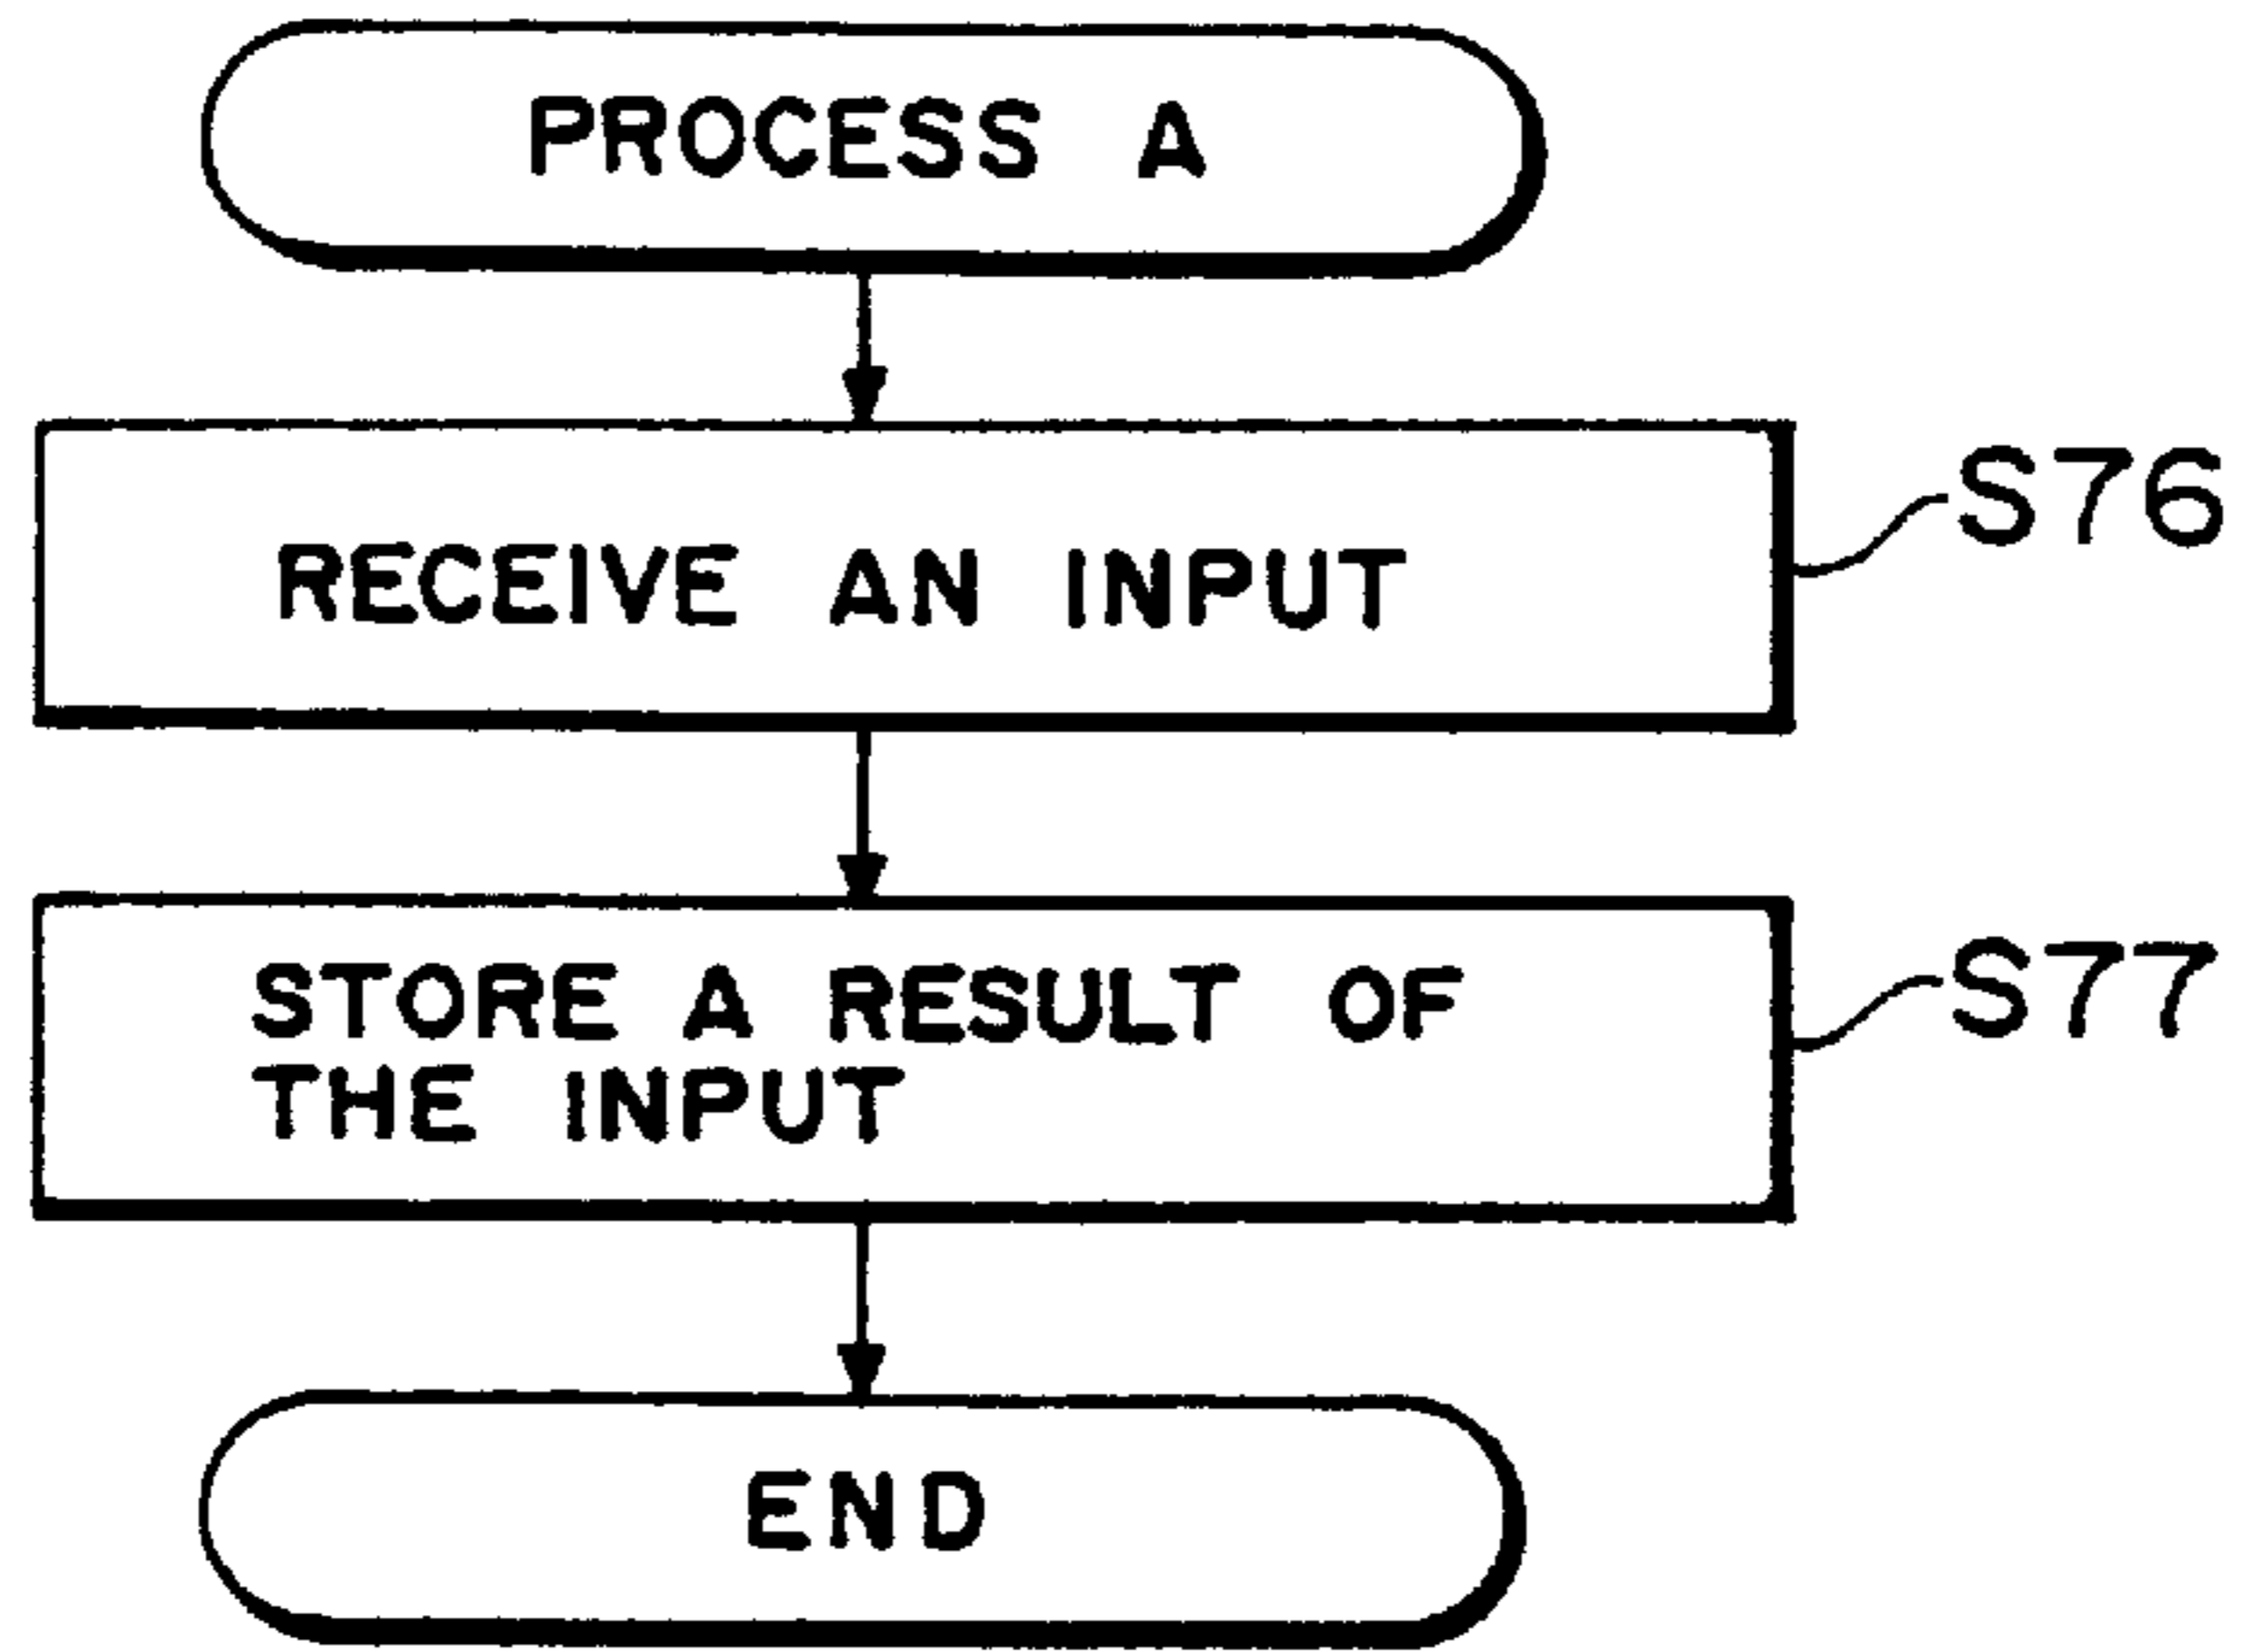 PROCESS A
RECEIVE AN INPUT
S76
STORE A RESULT OF
THE INPUT
S77
END